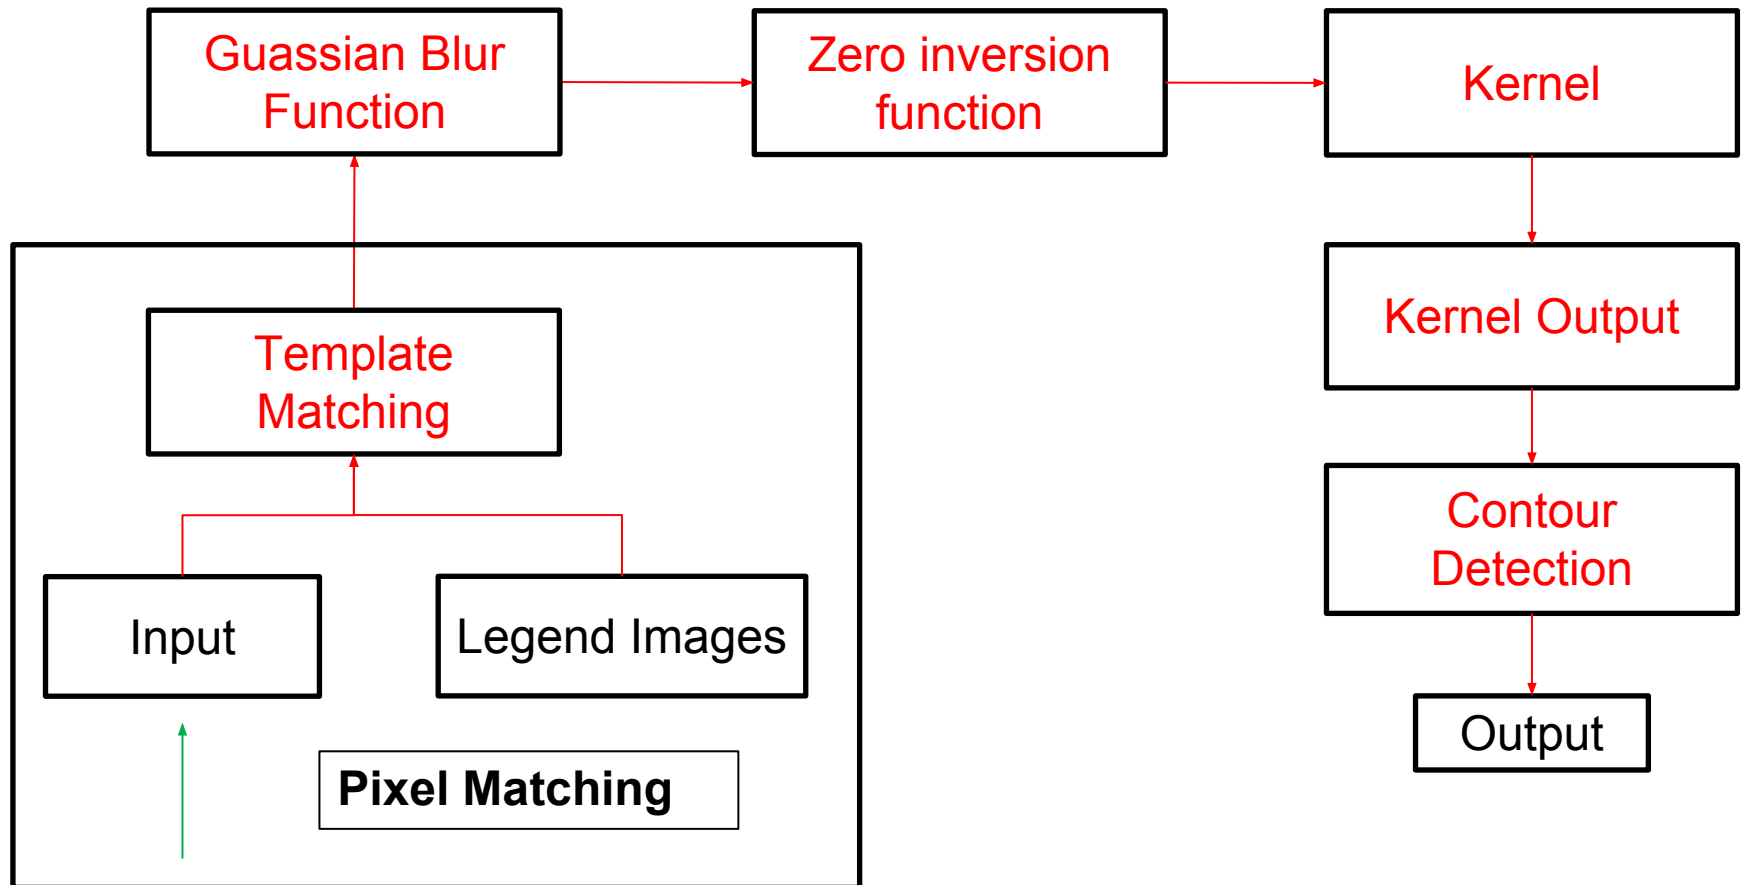 Guassian Blur
Function
Zero inversion
function
Kernel
Kernel Output
Template
Matching
Contour
Detection
Input
Legend Images
Output
Pixel Matching